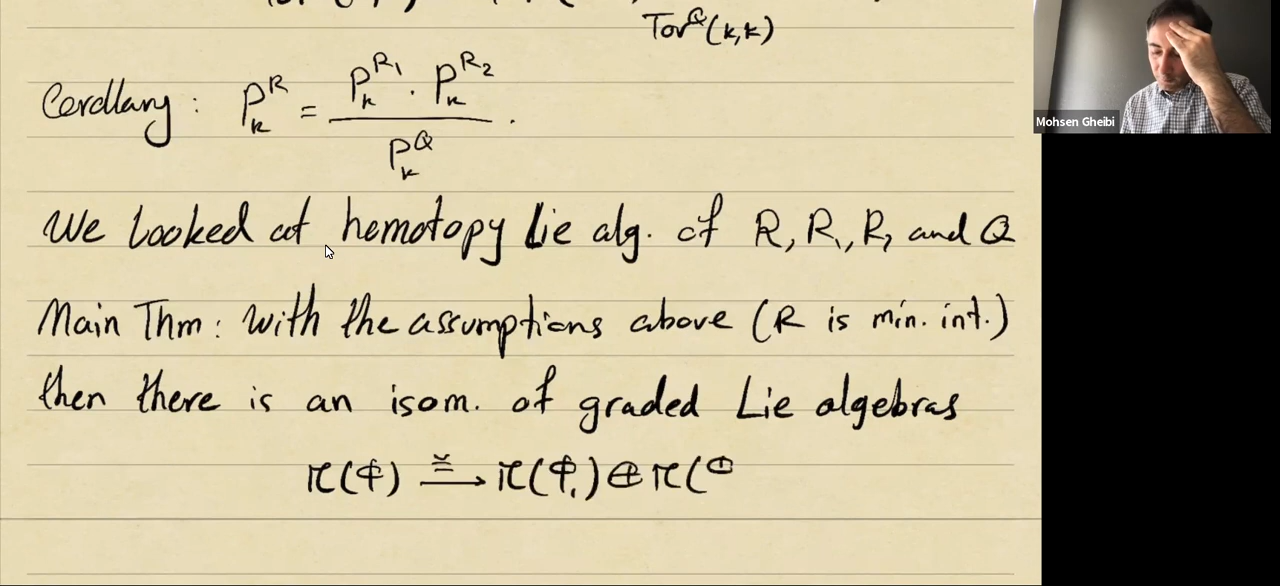 Tor^Q(k,k)
Corollary : P_k^R = P_k^{R_1} · P_k^{R_2} / P_k^Q .
We Looked at homotopy Lie alg. of R, R_1, R_2 and Q
Main Thm : With the assumptions above (R is min. int.)
then there is an isom. of graded Lie algebras
π(φ) ≅→ π(φ_1) ⊕ π(
Mohsen Gheibi